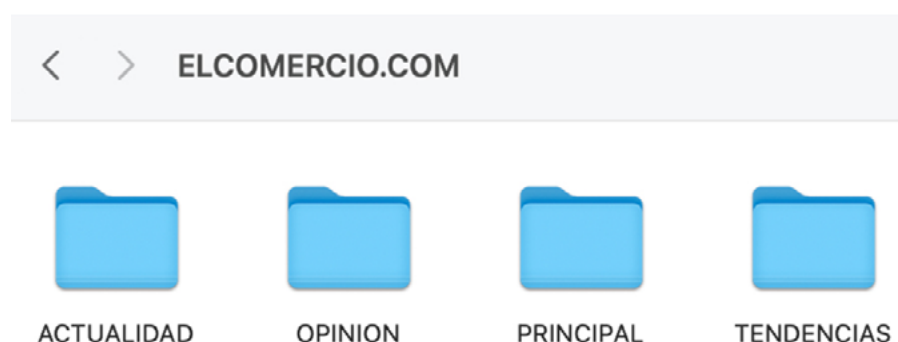 ELCOMERCIO.COM
ACTUALIDAD OPINION PRINCIPAL TENDENCIAS